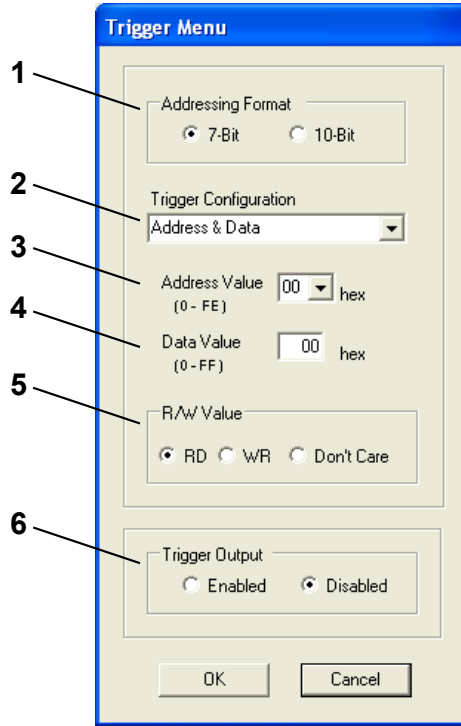 Trigger Menu
1
Addressing Format
7-Bit 10-Bit
2
Trigger Configuration
Address & Data
3
Address Value 00 hex
(0 - FE)
4
Data Value 00 hex
(0 - FF)
5
R/W Value
RD WR Don't Care
6
Trigger Output
Enabled Disabled
OK Cancel